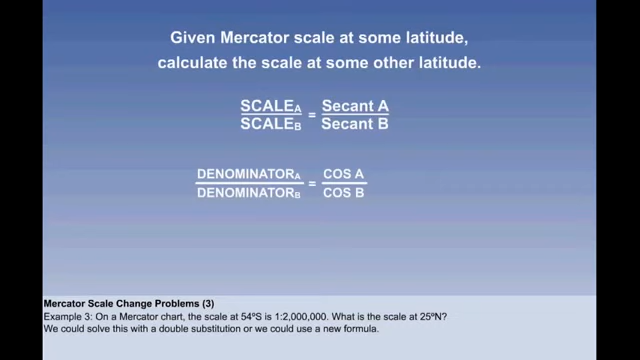 Given Mercator scale at some latitude,
calculate the scale at some other latitude.
SCALEA = Secant A
SCALEB Secant B
DENOMINATORA = COS A
DENOMINATORB COS B
Mercator Scale Change Problems (3)
Example 3: On a Mercator chart, the scale at 54ºS is 1:2,000,000. What is the scale at 25ºN?
We could solve this with a double substitution or we could use a new formula.